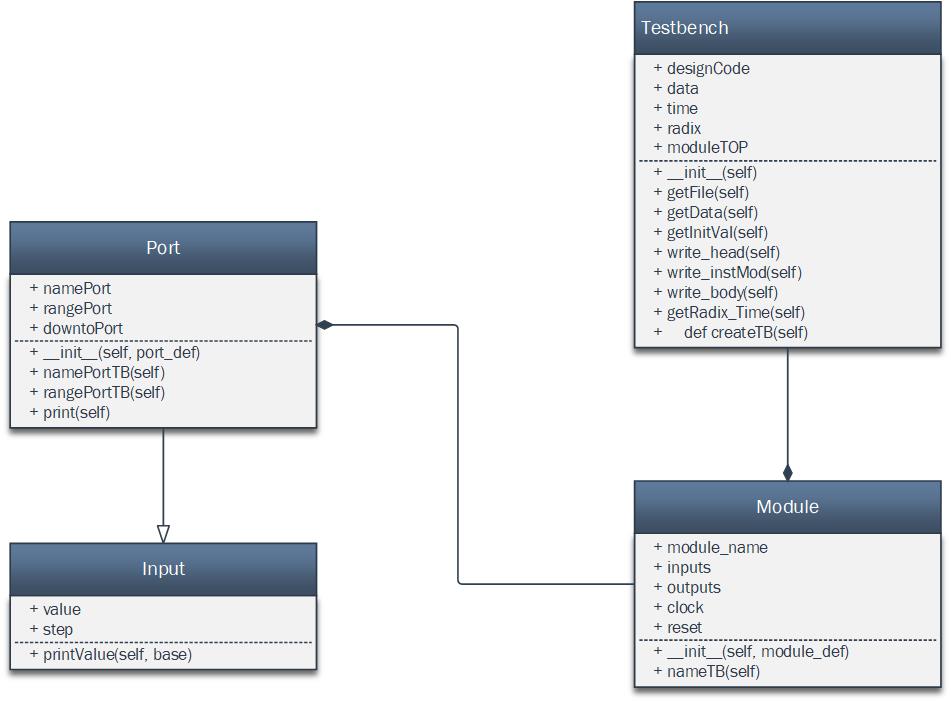 Testbench
+ designCode
+ data
+ time
+ radix
+ moduleTOP
+ __init__(self)
+ getFile(self)
+ getData(self)
+ getInitVal(self)
+ write_head(self)
+ write_instMod(self)
+ write_body(self)
+ getRadix_Time(self)
+ def createTB(self)
Port
+ namePort
+ rangePort
+ downtoPort
+ __init__(self, port_def)
+ namePortTB(self)
+ rangePortTB(self)
+ print(self)
Input
+ value
+ step
+ printValue(self, base)
Module
+ module_name
+ inputs
+ outputs
+ clock
+ reset
+ __init__(self, module_def)
+ nameTB(self)